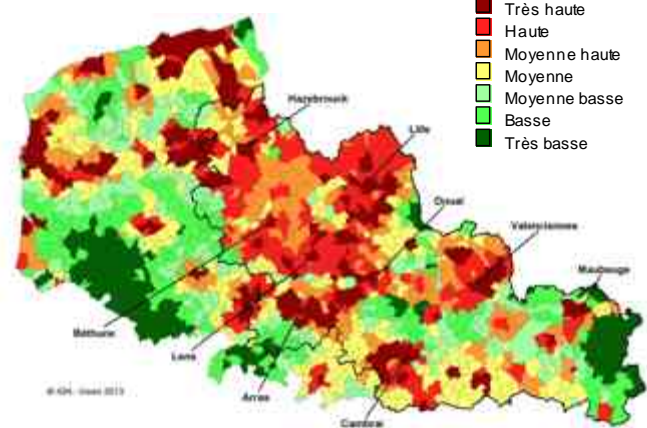 Très haute
Haute
Moyenne haute
Moyenne
Moyenne basse
Basse
Très basse
Hazebrouck
Lille
Douai
Valenciennes
Maubeuge
Béthune
Lens
Arras
Cambrai